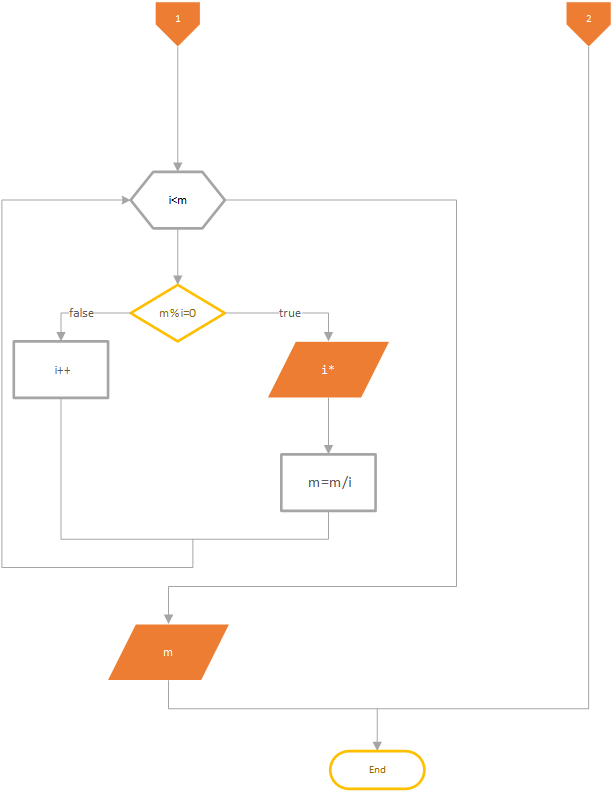 1
2
i<m
false
m%i=0
true
i++
i*
m=m/i
m
End